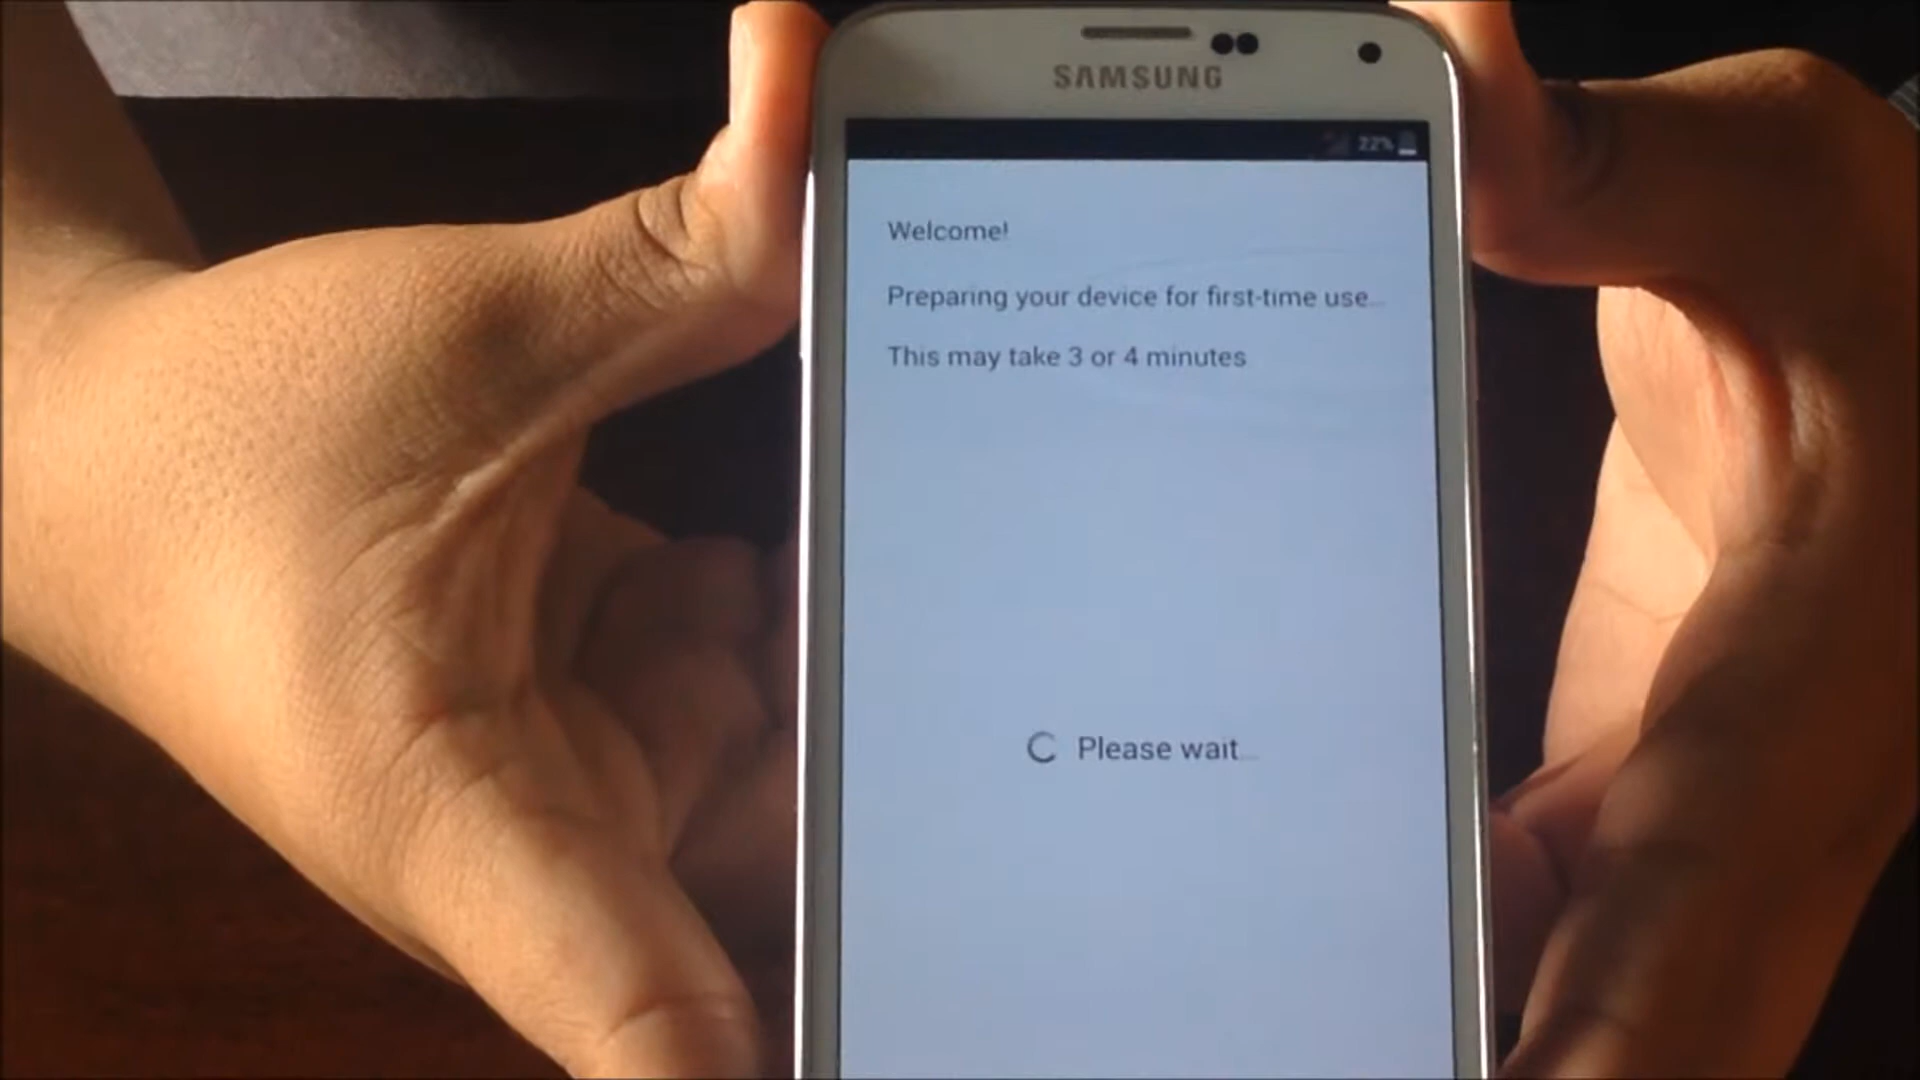 SAMSUNG
22%
Welcome!
Preparing your device for first-time use...
This may take 3 or 4 minutes
Please wait...